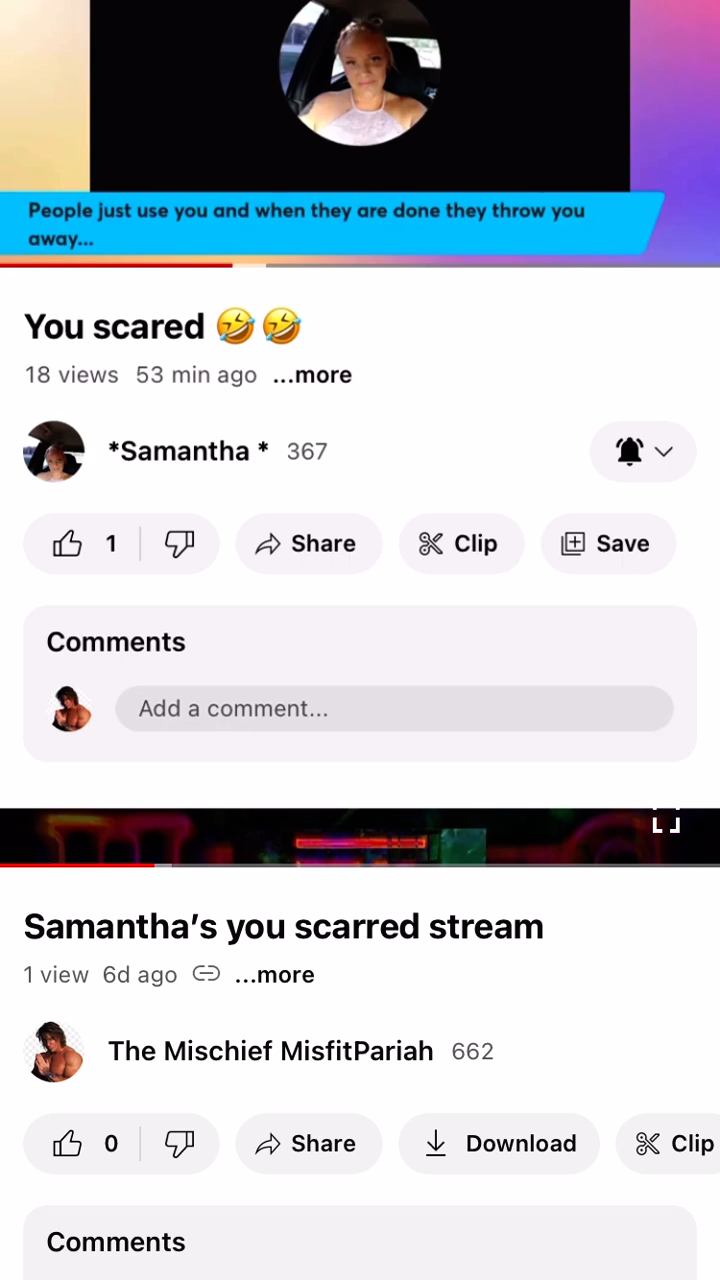 People just use you and when they are done they throw you
away...
You scared 🤣🤣
18 views 53 min ago ...more
*Samantha * 367
1 Share Clip Save
Comments
Add a comment...
Samantha’s you scarred stream
1 view 6d ago ...more
The Mischief MisfitPariah 662
0 Share Download Clip
Comments